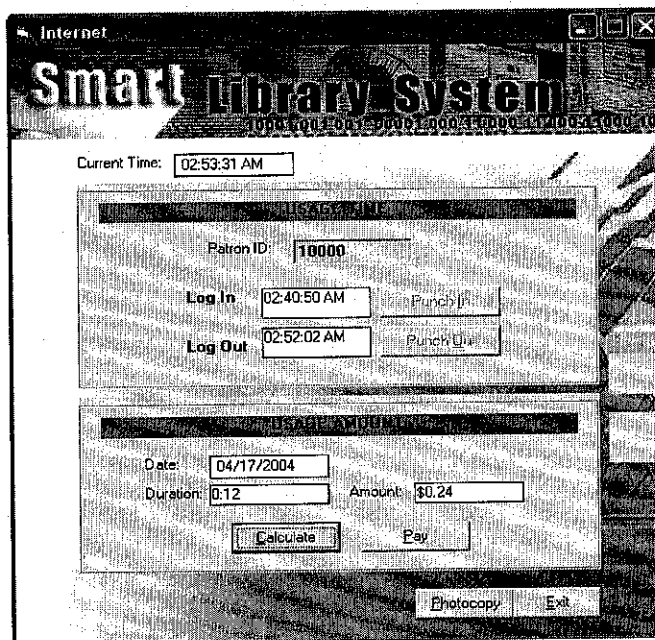 Internet
Smart Library System
Current Time: 02:53:31 AM
USAGE TIME
Patron ID: 10000
Log In 02:40:50 AM Punch In
Log Out 02:52:02 AM Punch Out
USAGE AMOUNT
Date: 04/17/2004
Duration: 0:12 Amount: $0.24
Calculate Pay
Photocopy Exit